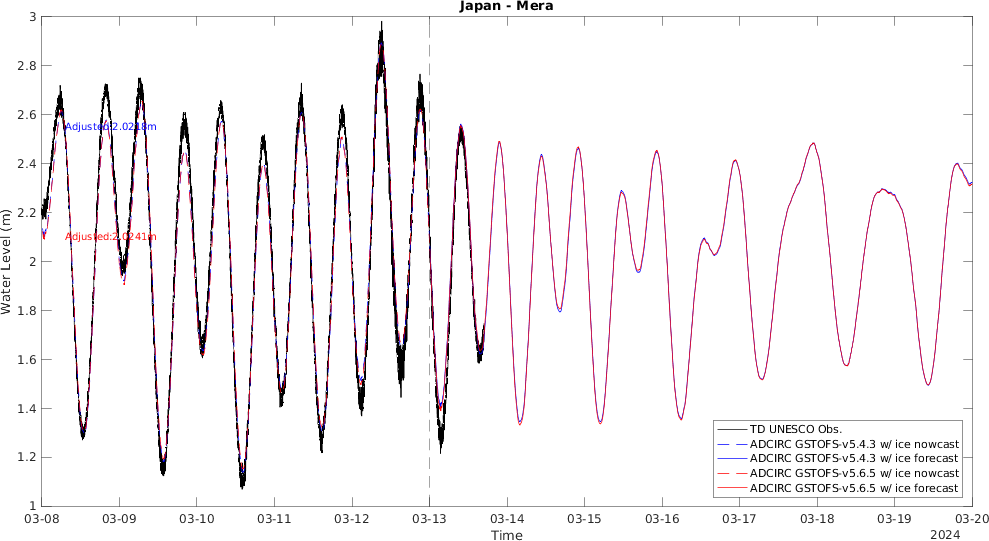 Japan - Mera
3
2.8
2.6
2.4
2.2
2
1.8
1.6
1.4
1.2
1
Water Level (m)
Adjusted:2.0218m
Adjusted:2.0241m
TD UNESCO Obs.
ADCIRC GSTOFS-v5.4.3 w/ ice nowcast
ADCIRC GSTOFS-v5.4.3 w/ ice forecast
ADCIRC GSTOFS-v5.6.5 w/ ice nowcast
ADCIRC GSTOFS-v5.6.5 w/ ice forecast
03-08 03-09 03-10 03-11 03-12 03-13 03-14 03-15 03-16 03-17 03-18 03-19 03-20
Time
2024